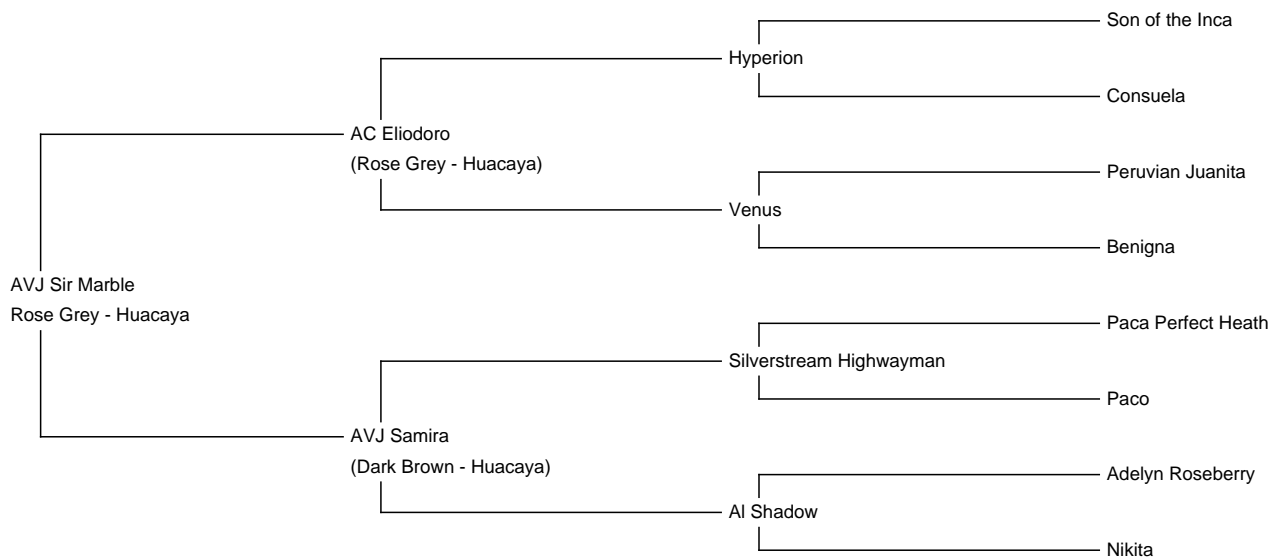 Son of the Inca
Hyperion
Consuela
AC Eliodoro
(Rose Grey - Huacaya)
Peruvian Juanita
Venus
Benigna
AVJ Sir Marble
Rose Grey - Huacaya
Paca Perfect Heath
Silverstream Highwayman
Paco
AVJ Samira
(Dark Brown - Huacaya)
Adelyn Roseberry
Al Shadow
Nikita